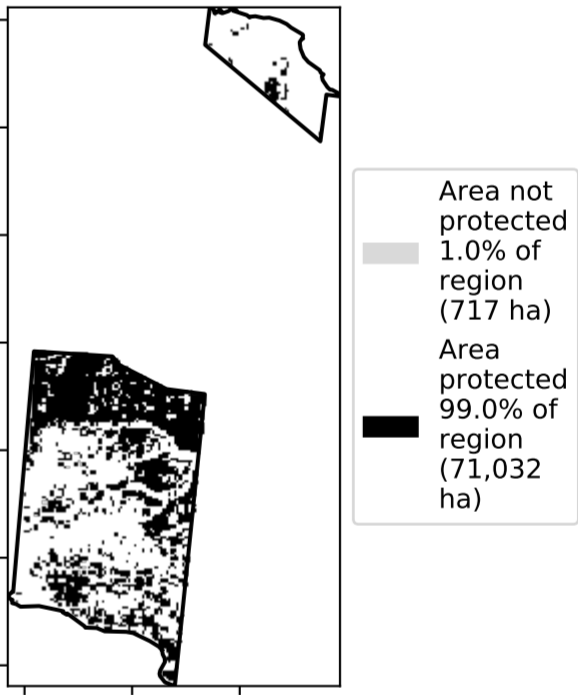 Area not
protected
1.0% of
region
(717 ha)
Area
protected
99.0% of
region
(71,032
ha)